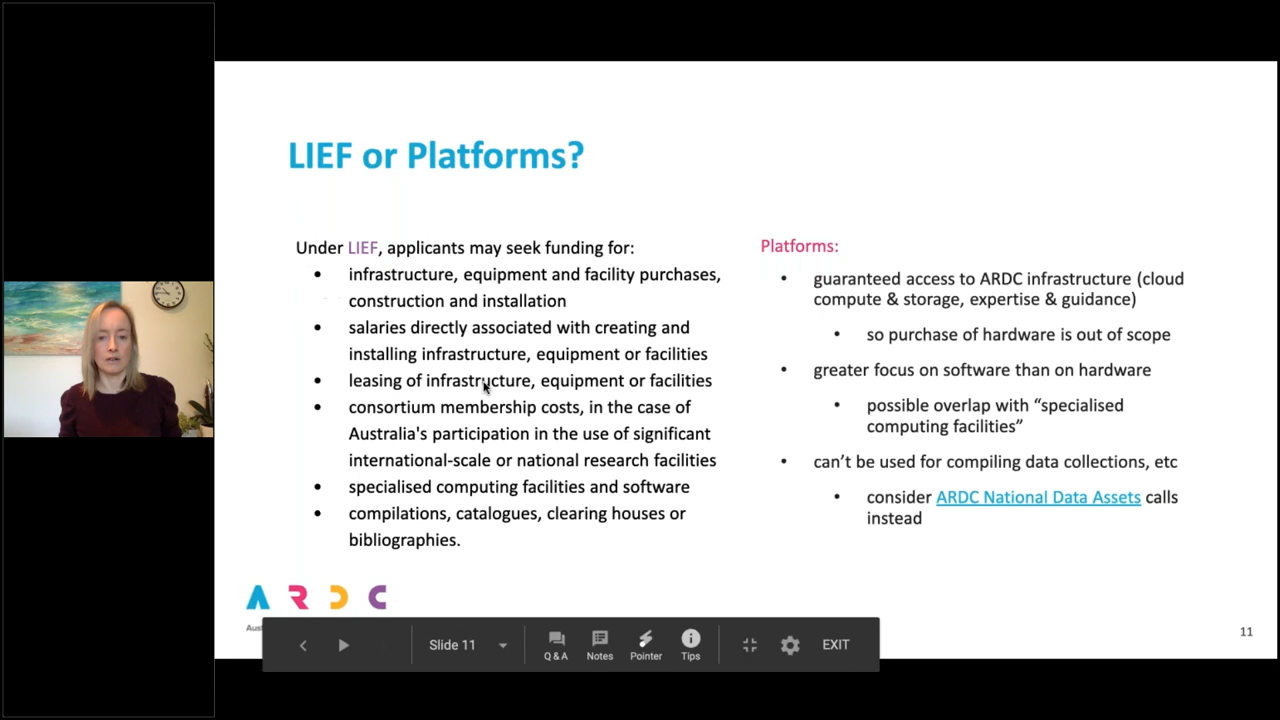 LIEF or Platforms?
Under LIEF, applicants may seek funding for:
• infrastructure, equipment and facility purchases,
construction and installation
• salaries directly associated with creating and
installing infrastructure, equipment or facilities
• leasing of infrastructure, equipment or facilities
• consortium membership costs, in the case of
Australia's participation in the use of significant
international-scale or national research facilities
• specialised computing facilities and software
• compilations, catalogues, clearing houses or
bibliographies.
Platforms:
• guaranteed access to ARDC infrastructure (cloud
compute & storage, expertise & guidance)
• so purchase of hardware is out of scope
• greater focus on software than on hardware
• possible overlap with “specialised
computing facilities”
• can’t be used for compiling data collections, etc
• consider ARDC National Data Assets calls
instead
ARDC
Slide 11
Q & A
Notes
Pointer
Tips
EXIT
11